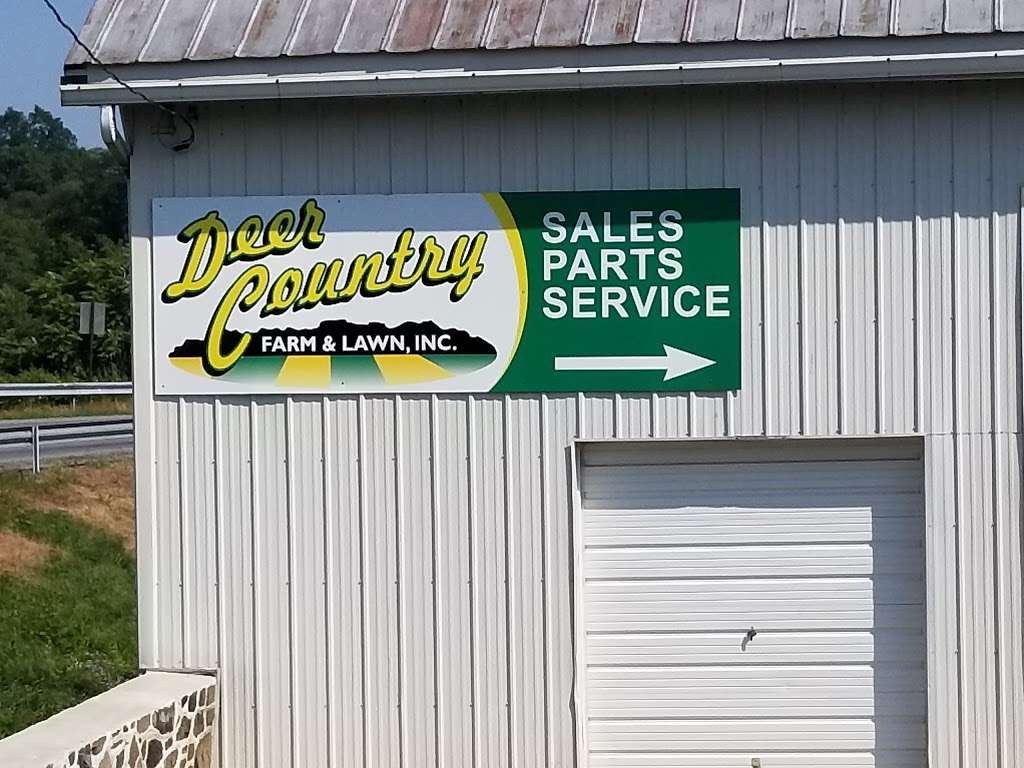 Deer
Country
FARM & LAWN, INC.
SALES
PARTS
SERVICE